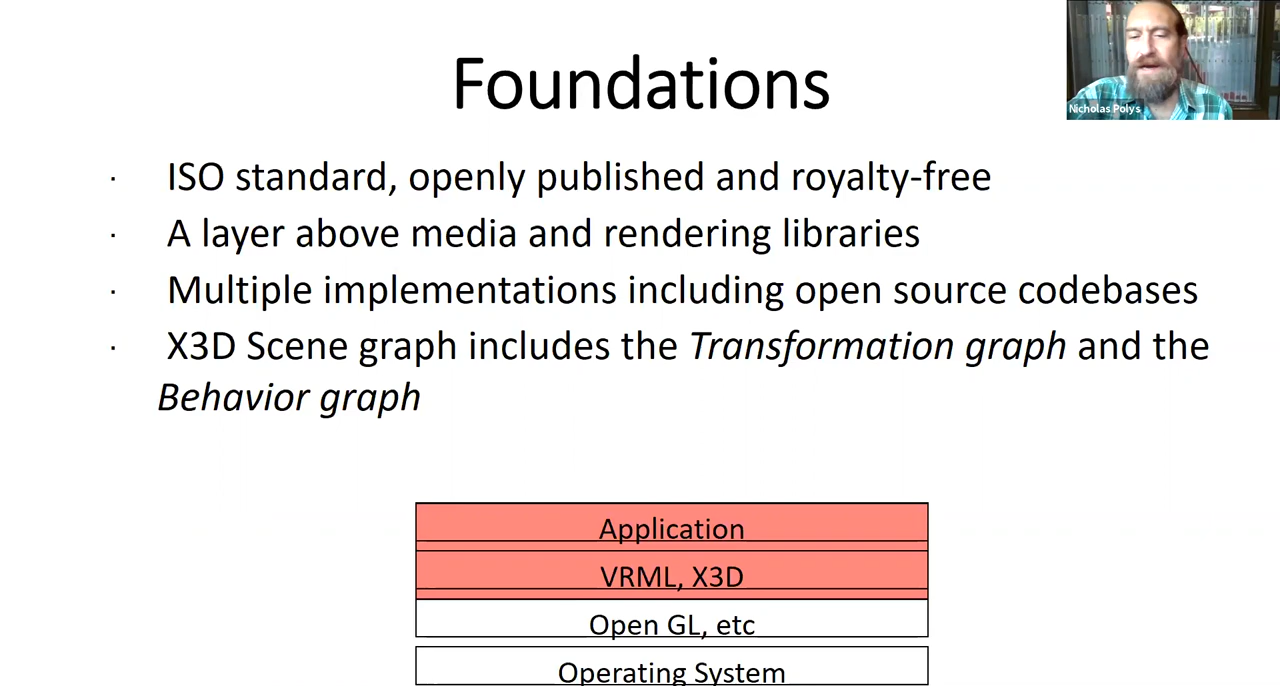 Foundations
Nicholas Polys
· ISO standard, openly published and royalty-free
· A layer above media and rendering libraries
· Multiple implementations including open source codebases
· X3D Scene graph includes the Transformation graph and the
Behavior graph
Application
VRML, X3D
Open GL, etc
Operating System